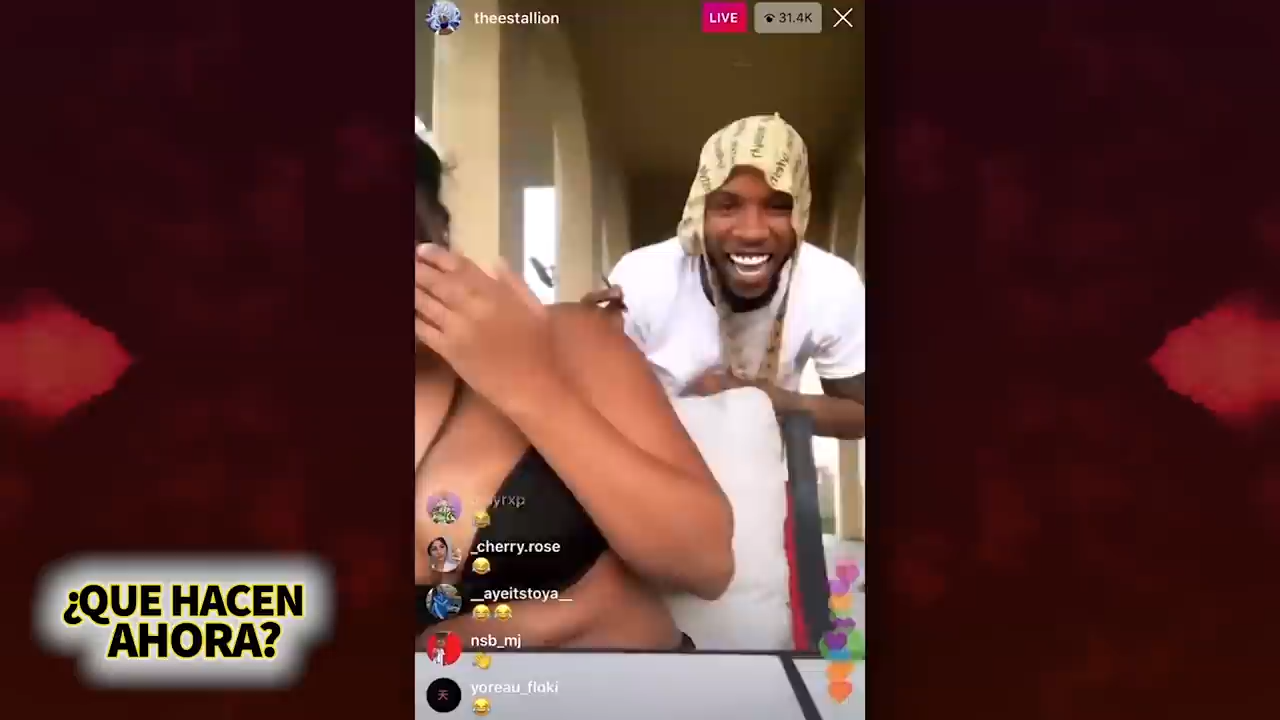 theestallion
LIVE
31.4K
_cherry.rose
__ayeitstoya__
nsb_mj
yoreau_floki
¿QUE HACEN
AHORA?